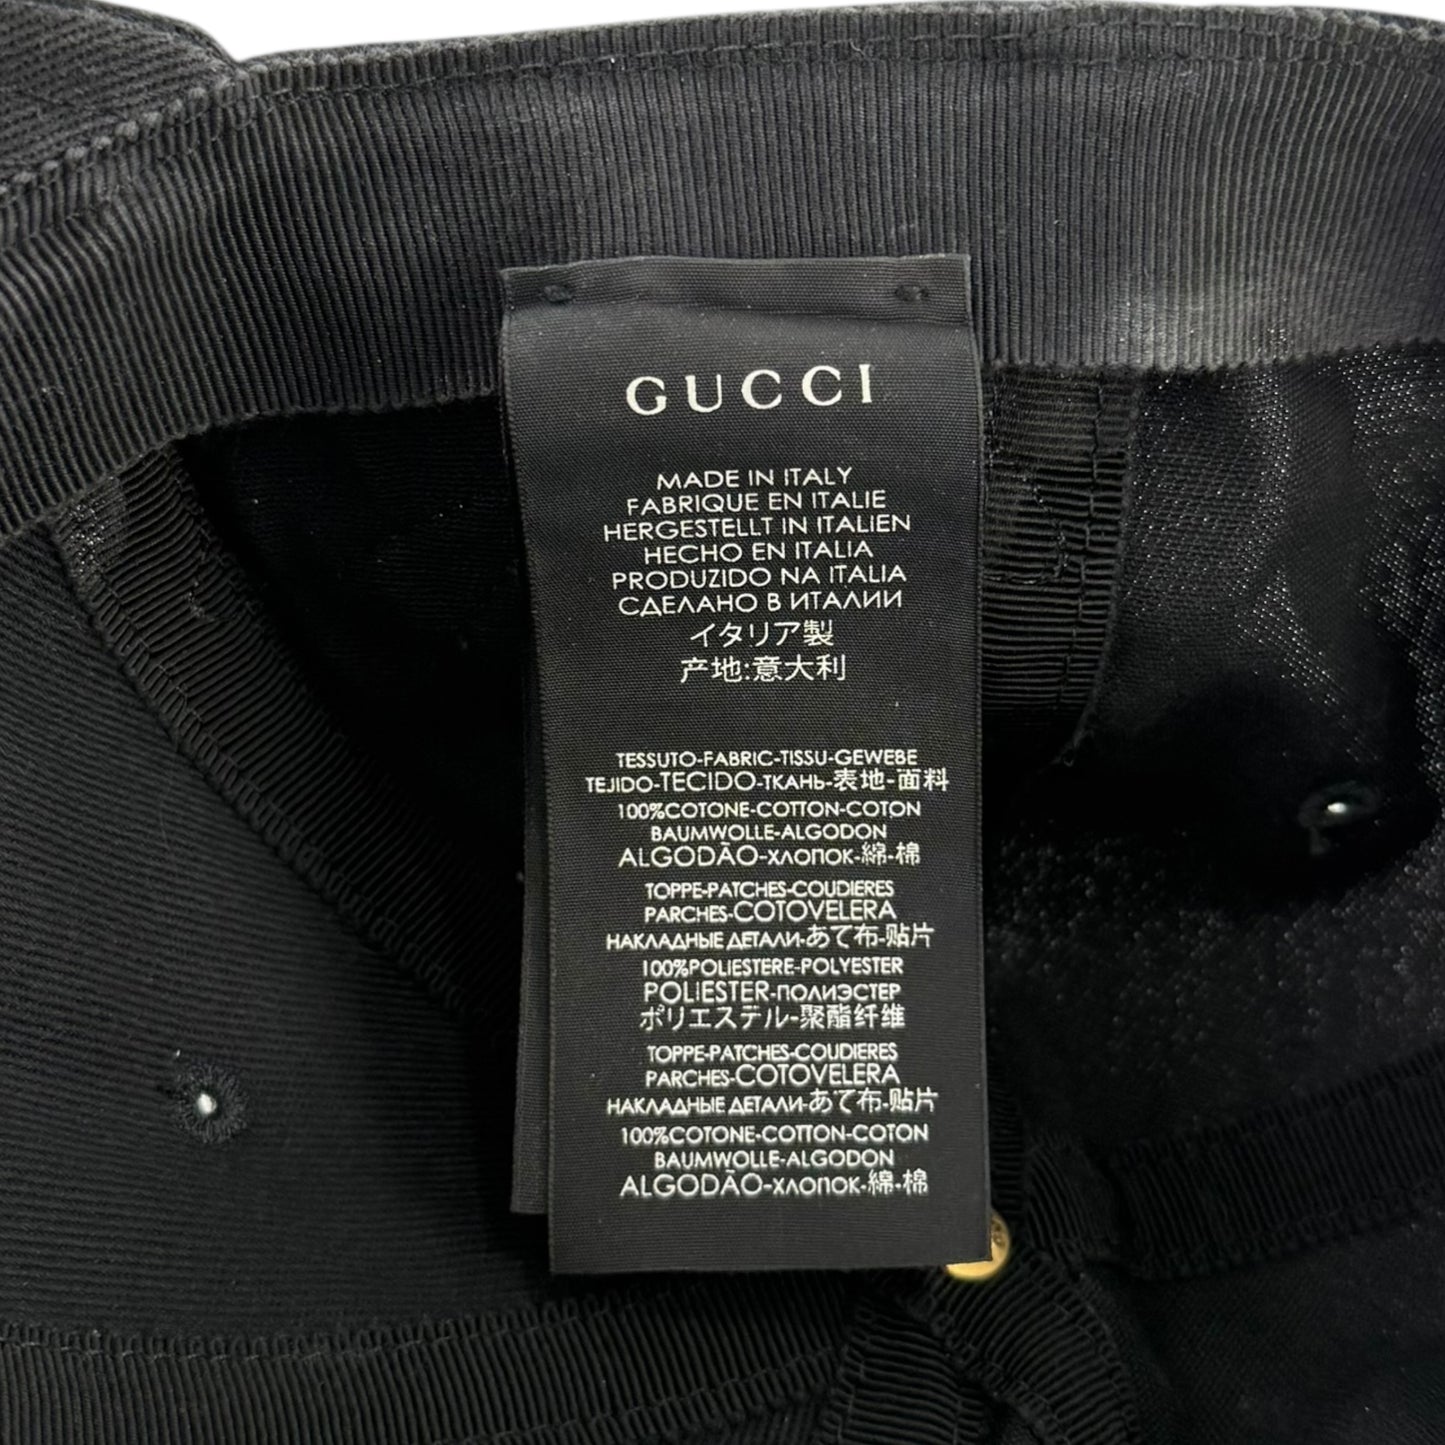 GUCCI
MADE IN ITALY
FABRIQUE EN ITALIE
HERGESTELLT IN ITALIEN
HECHO EN ITALIA
PRODUZIDO NA ITALIA
СДЕЛАНО В ИТАЛИИ
イタリア製
产地:意大利
TESSUTO-FABRIC-TISSU-GEWEBE
TEJIDO-TECIDO-ТКАНЬ-表地-面料
100%COTONE-COTTON-COTON
BAUMWOLLE-ALGODON
ALGODÃO-ХЛОПОК-綿-棉
TOPPE-PATCHES-COUDIERES
PARCHES-COTOVELERA
НАКЛАДНЫЕ ДЕТАЛИ-あて布-贴片
100%POLIESTERE-POLYESTER
POLIESTER-ПОЛИЭСТЕР
ポリエステル-聚酯纤维
TOPPE-PATCHES-COUDIERES
PARCHES-COTOVELERA
НАКЛАДНЫЕ ДЕТАЛИ-あて布-贴片
100%COTONE-COTTON-COTON
BAUMWOLLE-ALGODON
ALGODÃO-ХЛОПОК-綿-棉